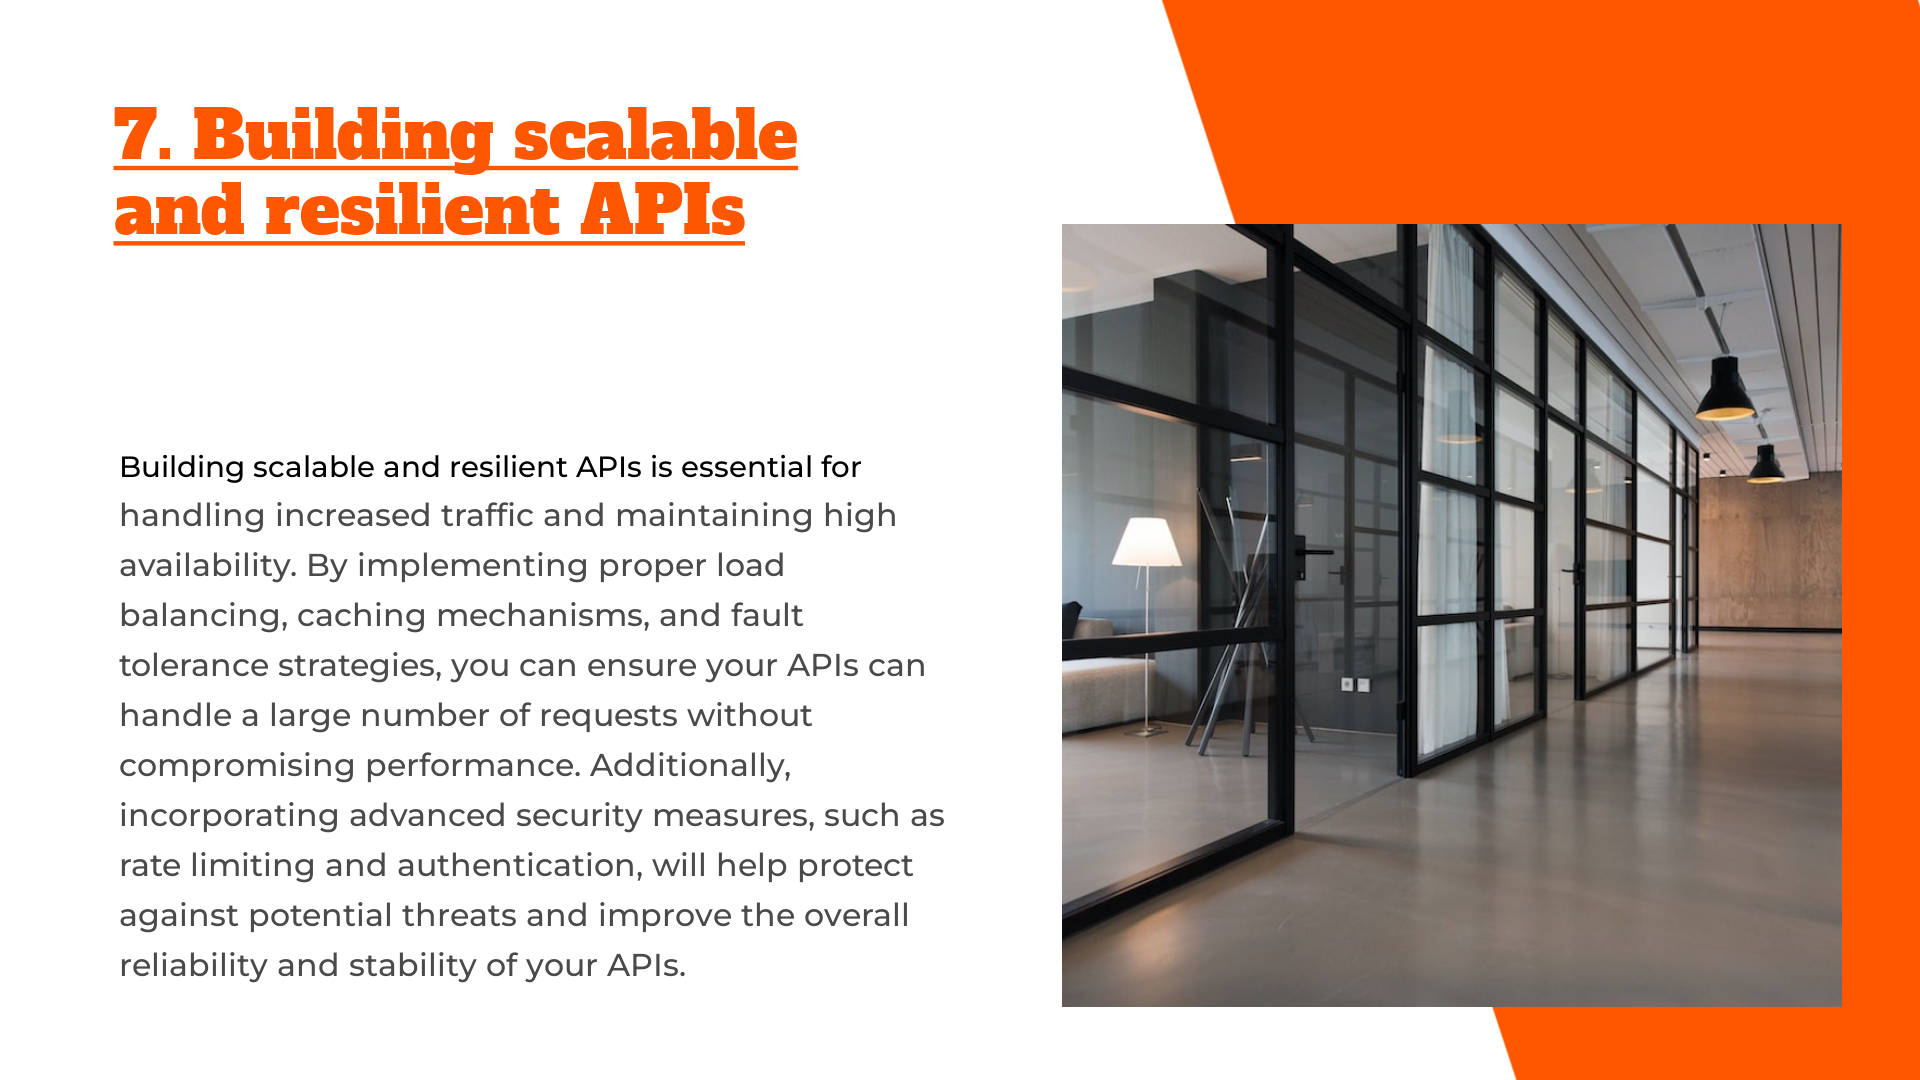 7. Building scalable
and resilient APIs
Building scalable and resilient APIs is essential for
handling increased traffic and maintaining high
availability. By implementing proper load
balancing, caching mechanisms, and fault
tolerance strategies, you can ensure your APIs can
handle a large number of requests without
compromising performance. Additionally,
incorporating advanced security measures, such as
rate limiting and authentication, will help protect
against potential threats and improve the overall
reliability and stability of your APIs.